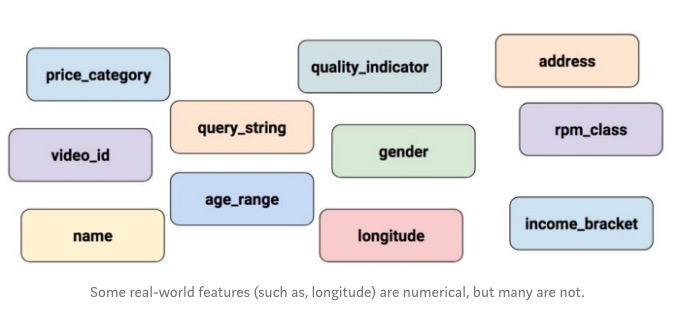 price_category
quality_indicator
address
query_string
rpm_class
video_id
gender
age_range
name
longitude
income_bracket
Some real-world features (such as, longitude) are numerical, but many are not.